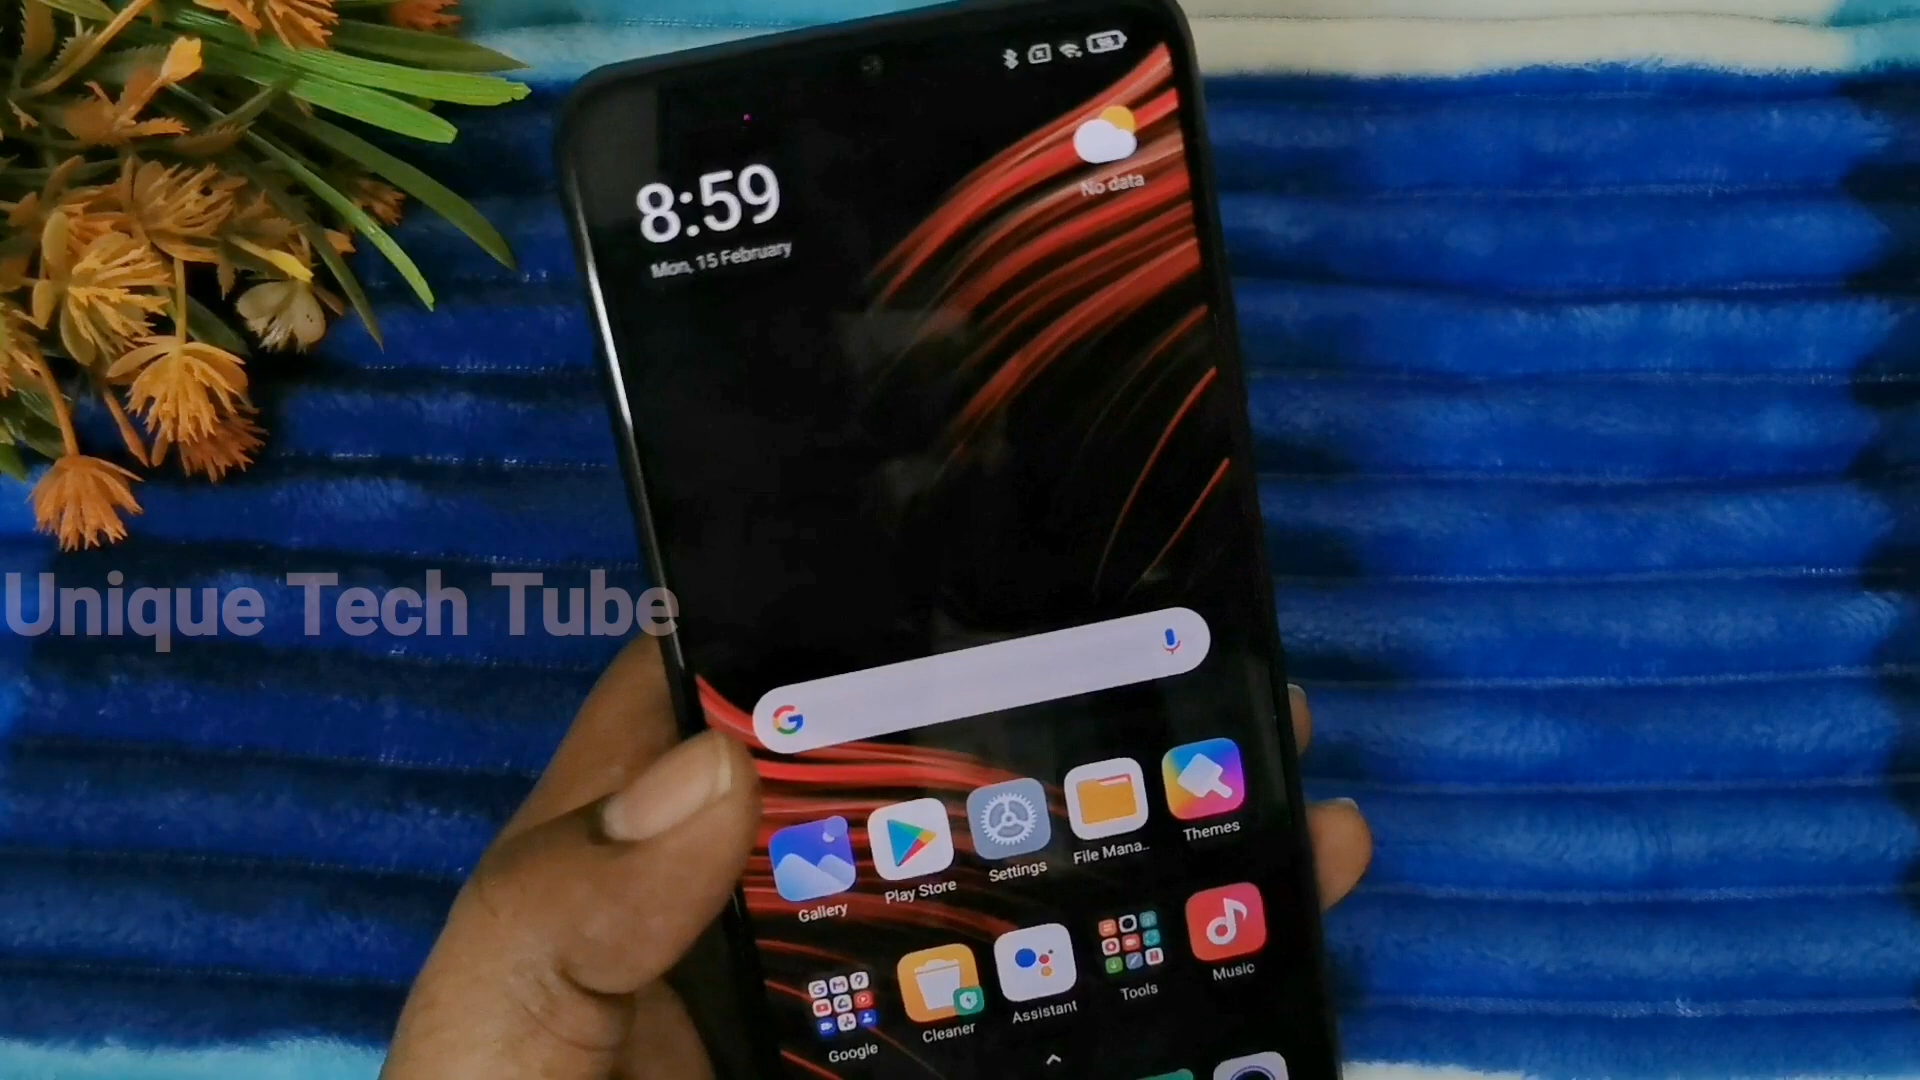 8:59
Mon, 15 February
No data
Unique Tech Tube
Gallery
Play Store
Settings
File Mana..
Themes
Google
Cleaner
Assistant
Tools
Music